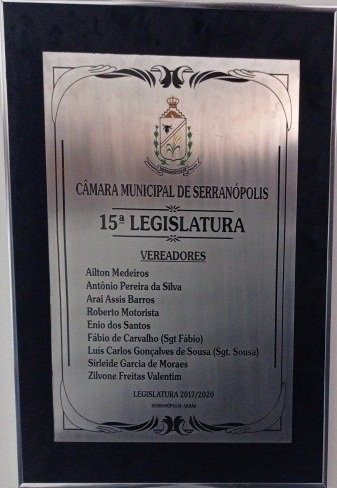 SERRANÓPOLIS
CÂMARA MUNICIPAL DE SERRANÓPOLIS
15ª LEGISLATURA
VEREADORES
Ailton Medeiros
Antônio Pereira da Silva
Arai Assis Barros
Roberto Motorista
Enio dos Santos
Fábio de Carvalho (Sgt Fábio)
Luís Carlos Gonçalves de Sousa (Sgt. Sousa)
Sirleide Garcia de Moraes
Zilvone Freitas Valentim
LEGISLATURA 2017/2020
SERRANÓPOLIS - GOIÁS